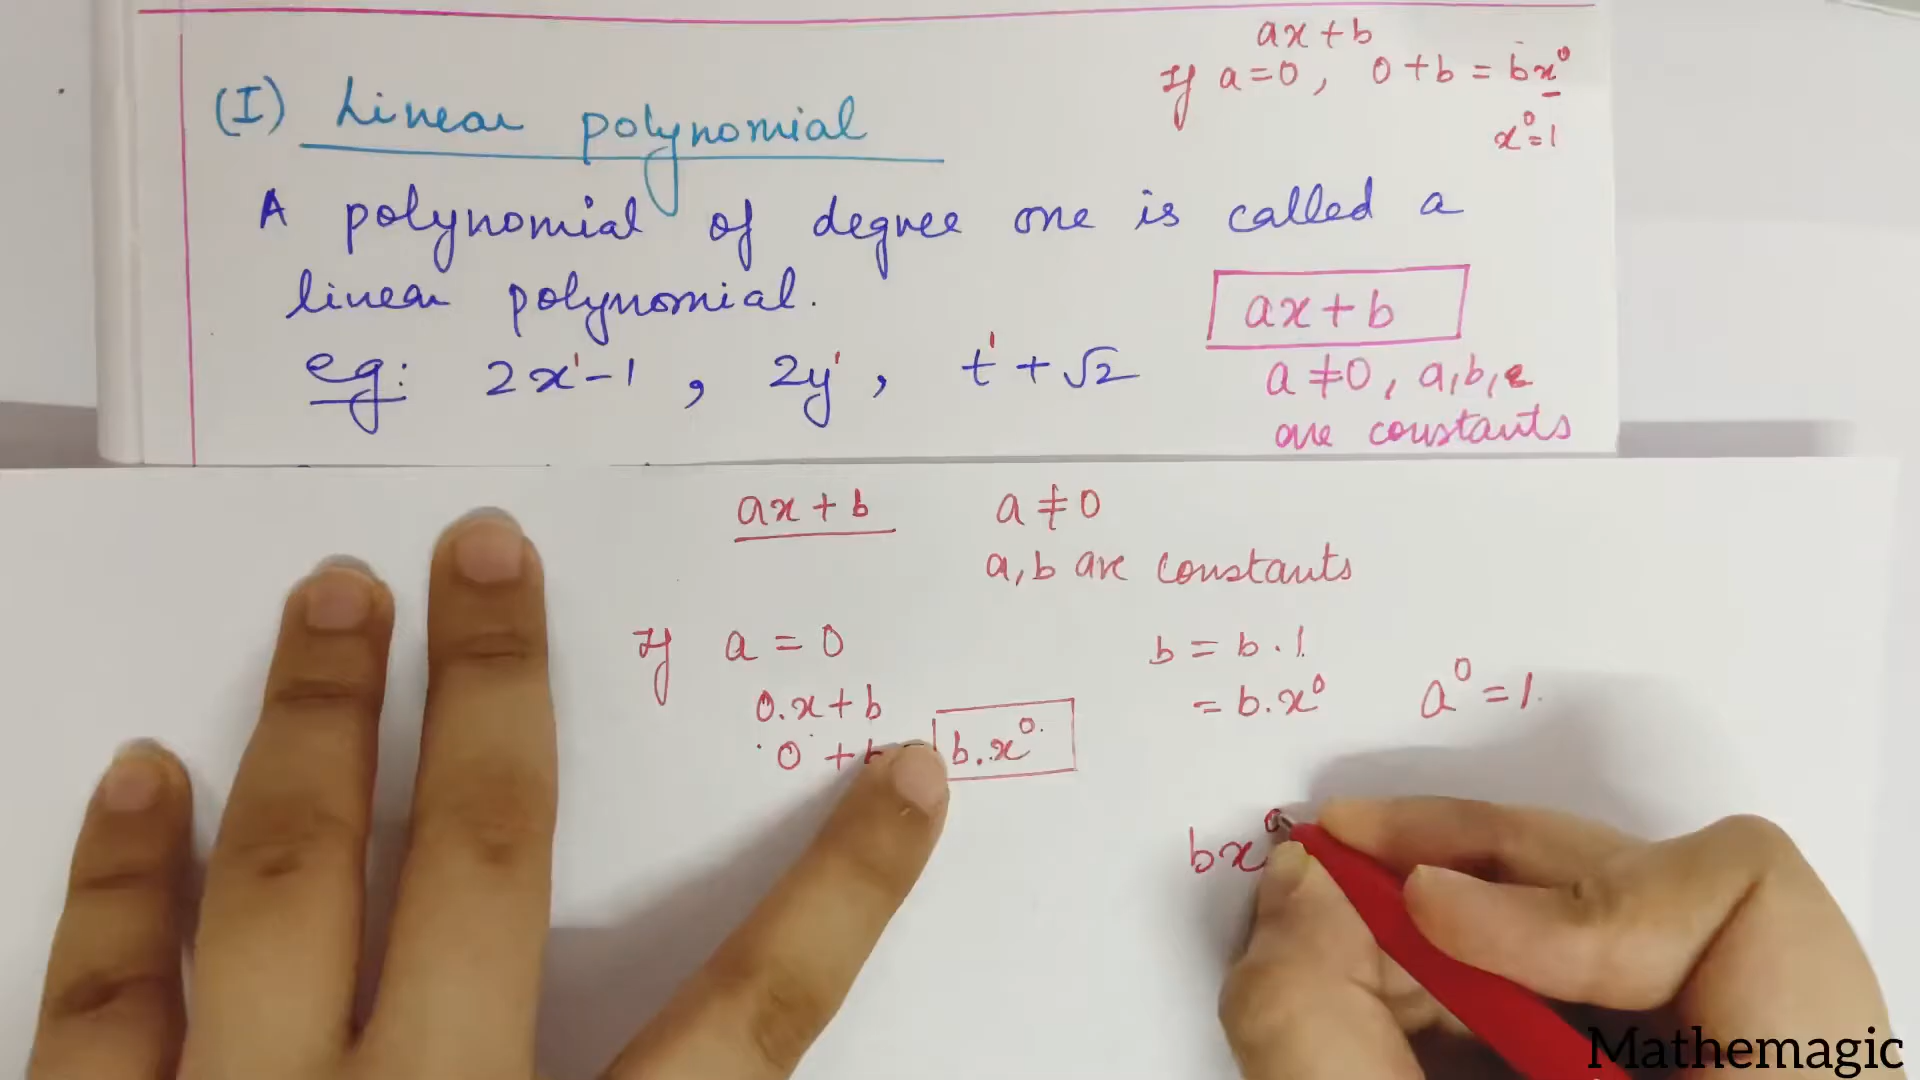 ax+b
If a=0, 0+b = bx⁰
x⁰=1
(I) Linear polynomial
A polynomial of degree one is called a
linear polynomial.
ax+b
eg: 2x¹-1, 2y¹, t¹+√2
a≠0, a,b,
are constants
ax+b a≠0
a,b are constants
If a=0 b = b.1
0.x+b = b.x⁰ a⁰=1.
0+b = b.x⁰.
bx⁰
Mathemagic